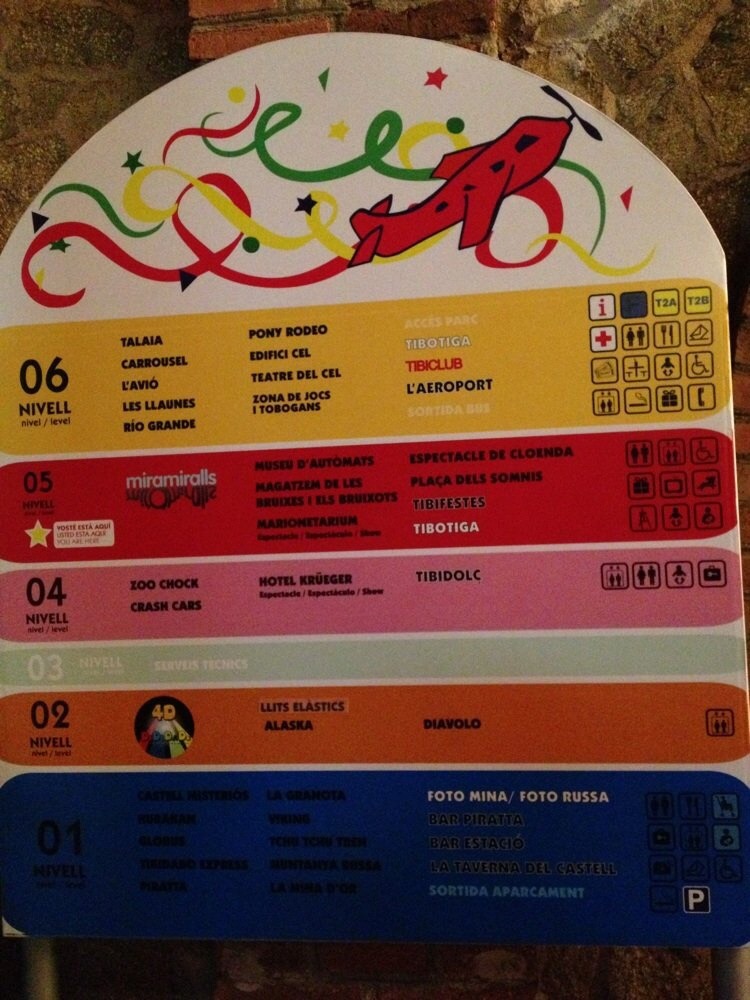 06
NIVELL
nivel / level
TALAIA
CARROUSEL
L'AVIÓ
LES LLAUNES
RÍO GRANDE
PONY RODEO
EDIFICI CEL
TEATRE DEL CEL
ZONA DE JOCS
I TOBOGANS
ACCÉS PARC
TIBOTIGA
TIBICLUB
L'AEROPORT
SORTIDA BUS
i
T2A
T2B
05
NIVELL
nivel / level
VOSTÈ ESTÀ AQUÍ
USTED ESTÁ AQUÍ
YOU ARE HERE
miramiralls
MUSEU D'AUTÒMATS
MAGATZEM DE LES
BRUIXES I ELS BRUIXOTS
MARIONETARIUM
Espectacle / Espectáculo / Show
ESPECTACLE DE CLOENDA
PLAÇA DELS SOMNIS
TIBIFESTES
TIBOTIGA
04
NIVELL
nivel / level
ZOO CHOCK
CRASH CARS
HOTEL KRÜEGER
Espectacle / Espectáculo / Show
TIBIDOLÇ
03
NIVELL
SERVEIS TÈCNICS
02
NIVELL
nivel / level
4D
LLITS ELÀSTICS
ALASKA
DIAVOLO
01
NIVELL
nivel / level
CASTELL MISTERIÓS
HURAKAN
GLOBUS
TIBIDABO EXPRESS
PIRATTA
LA GRANOTA
VIKING
TCHU TCHU TREN
MUNTANYA RUSSA
LA MINA D'OR
FOTO MINA/ FOTO RUSSA
BAR PIRATTA
BAR ESTACIÓ
LA TAVERNA DEL CASTELL
SORTIDA APARCAMENT
P